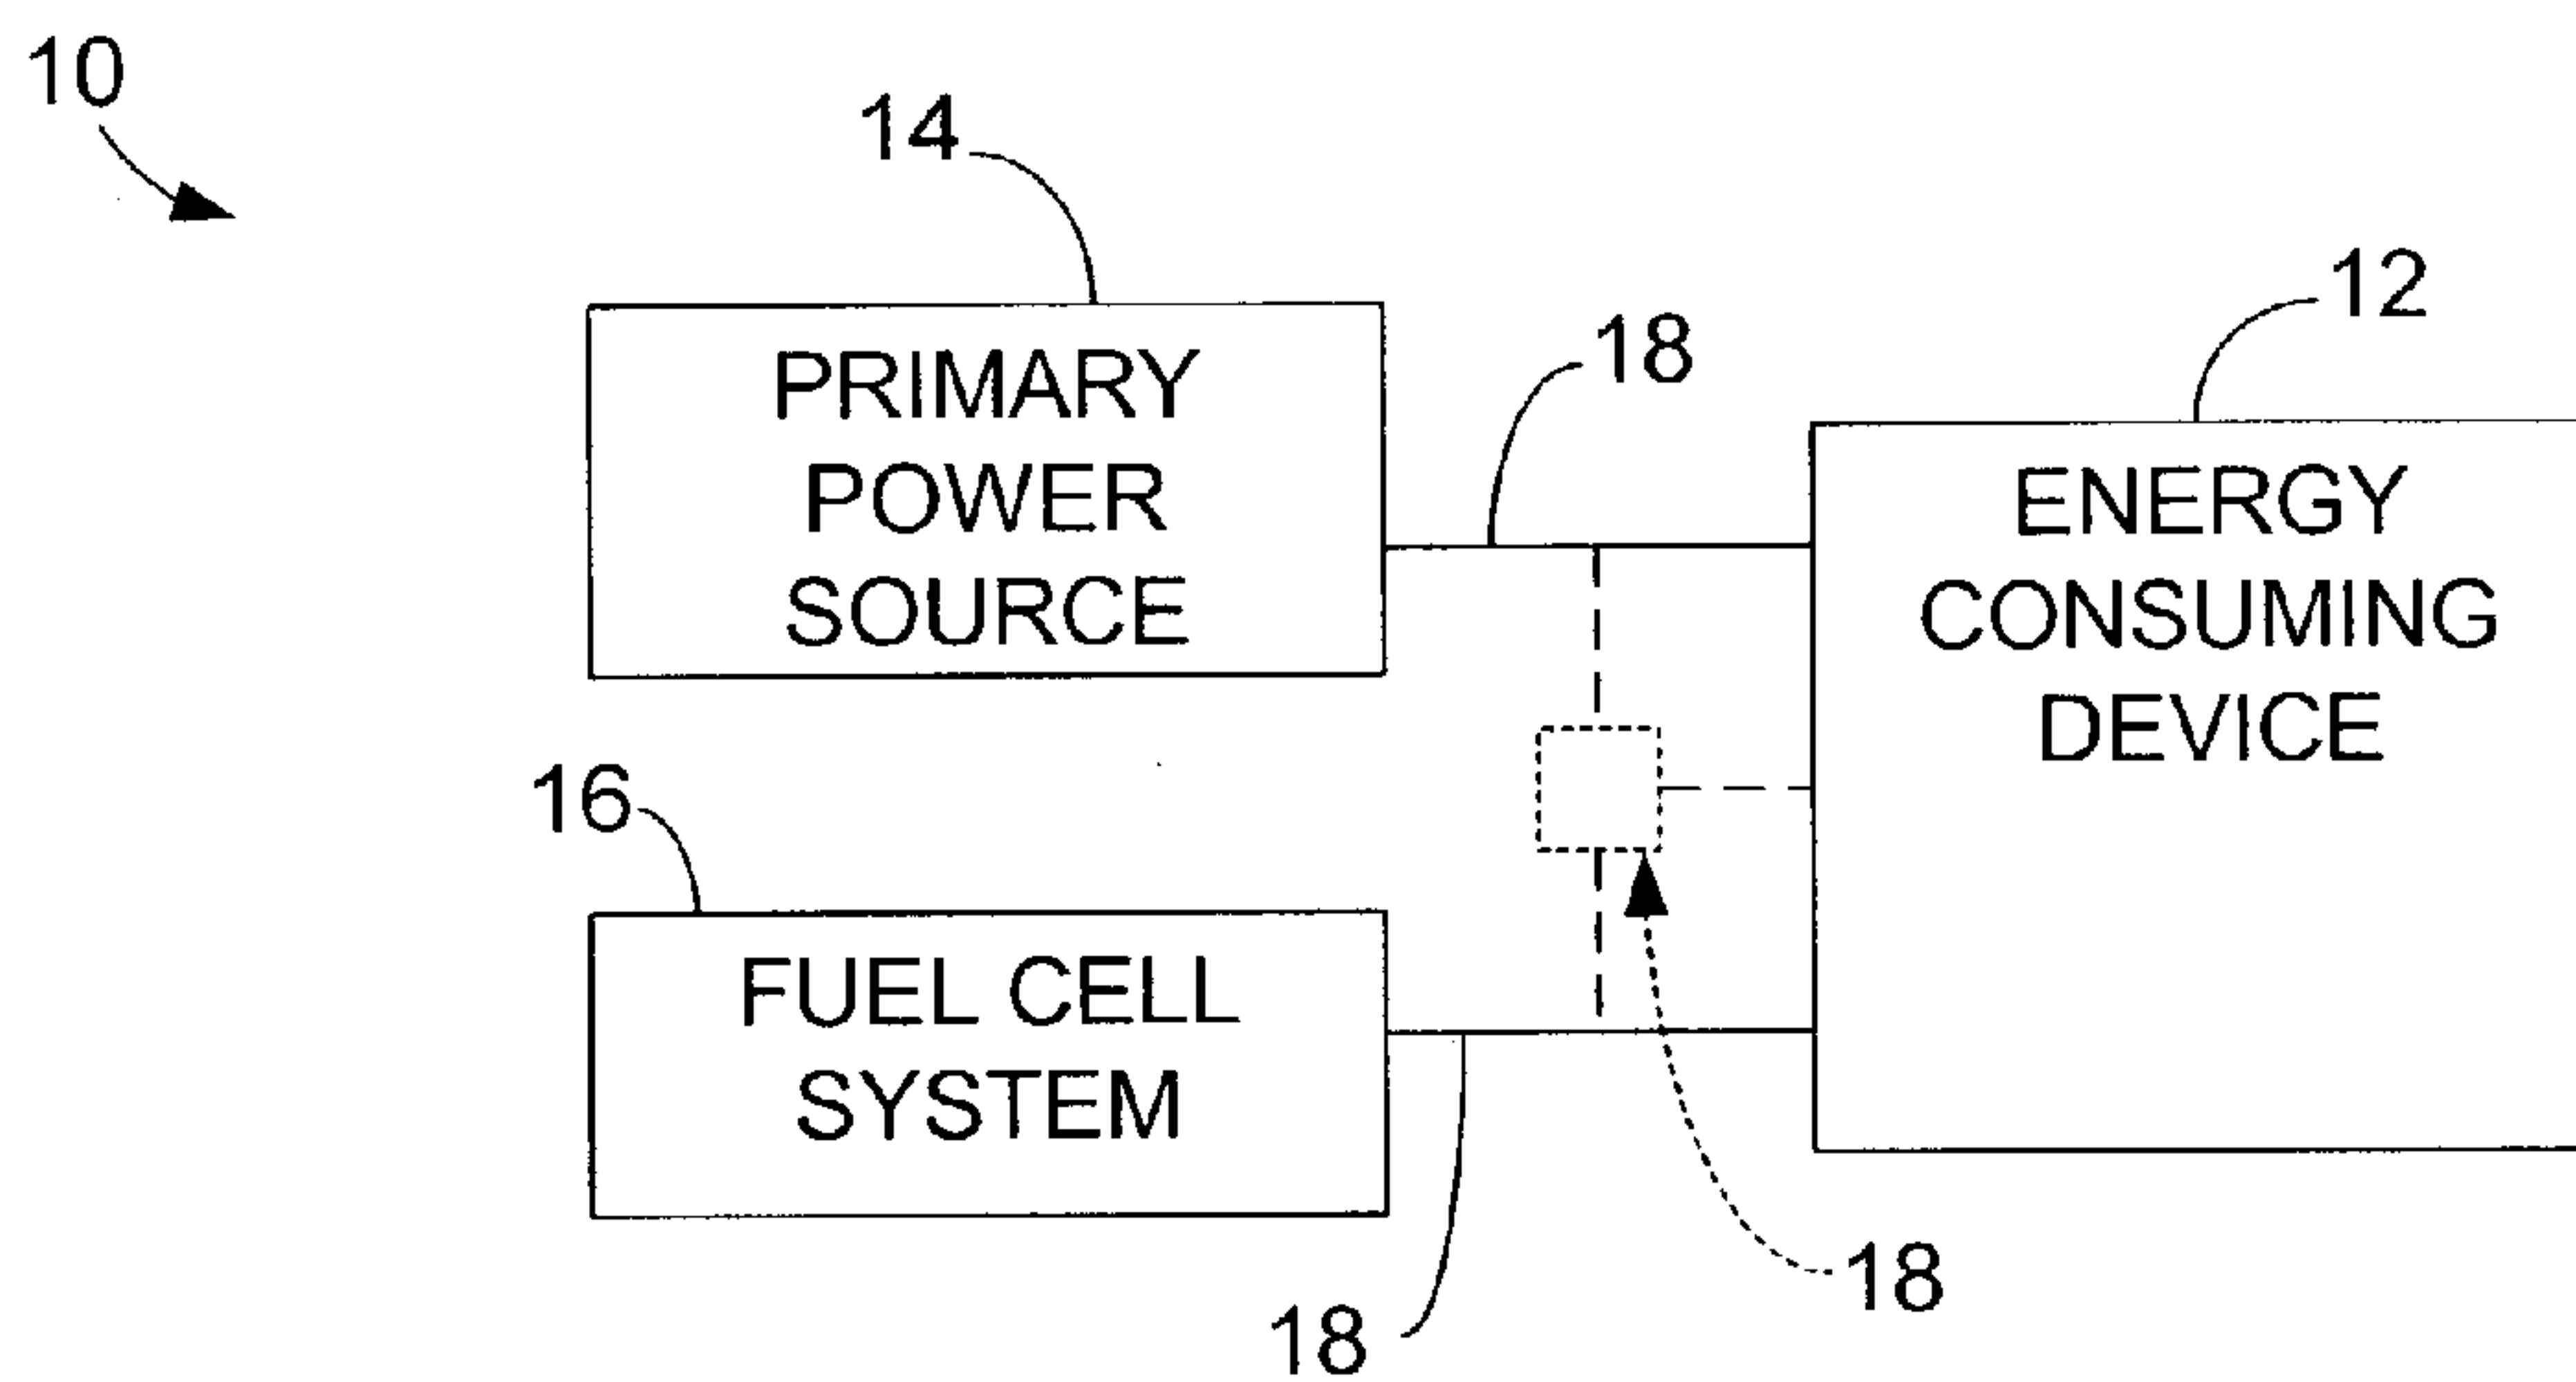 10
14
12
18
PRIMARY
POWER
SOURCE
ENERGY
CONSUMING
DEVICE
16
FUEL CELL
SYSTEM
18
18